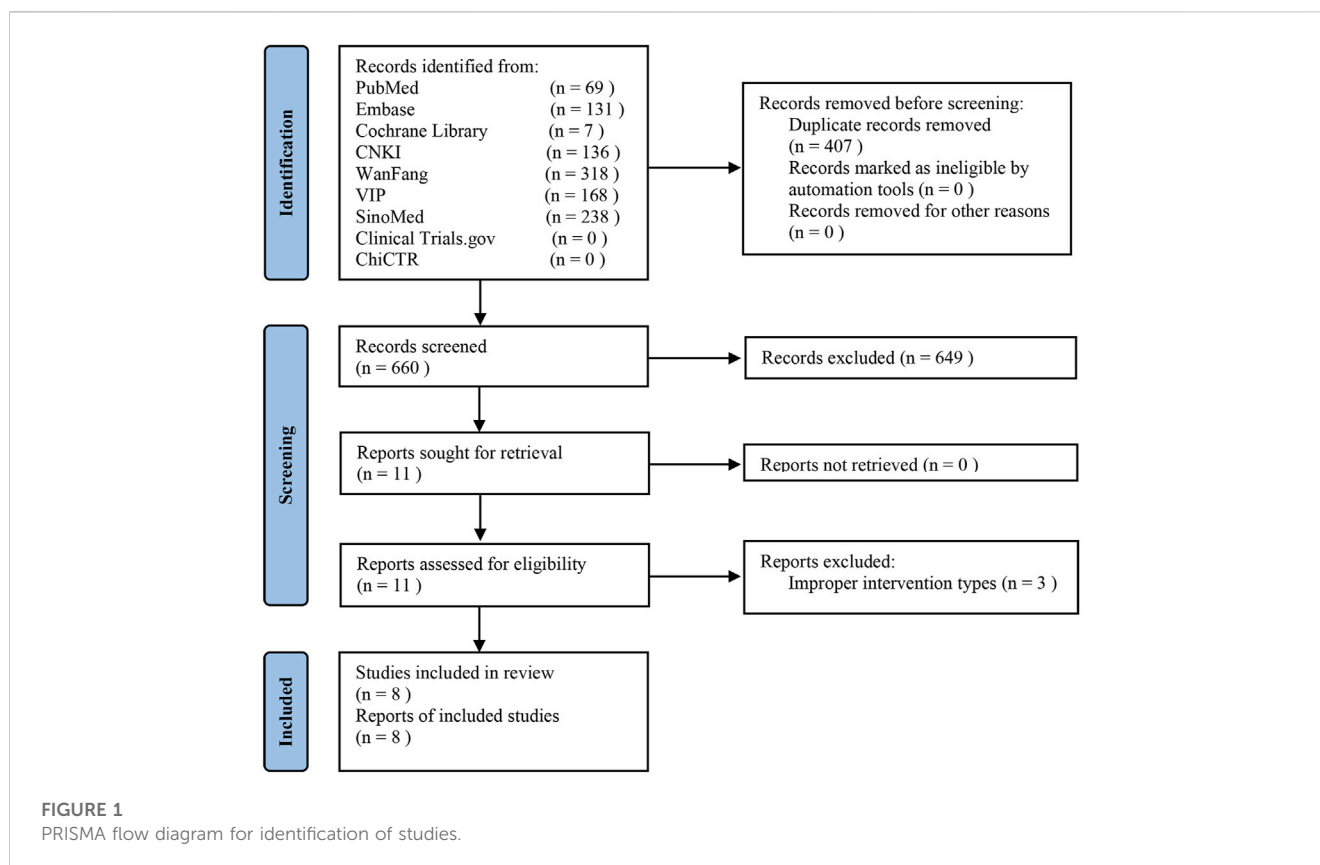 Identification
Records identified from:
PubMed (n = 69 )
Embase (n = 131 )
Cochrane Library (n = 7 )
CNKI (n = 136 )
WanFang (n = 318 )
VIP (n = 168 )
SinoMed (n = 238 )
Clinical Trials.gov (n = 0 )
ChiCTR (n = 0 )
Records removed before screening:
Duplicate records removed
(n = 407 )
Records marked as ineligible by
automation tools (n = 0 )
Records removed for other reasons
(n = 0 )
Screening
Records screened
(n = 660 )
Records excluded (n = 649 )
Reports sought for retrieval
(n = 11 )
Reports not retrieved (n = 0 )
Reports assessed for eligibility
(n = 11 )
Reports excluded:
Improper intervention types (n = 3 )
Included
Studies included in review
(n = 8 )
Reports of included studies
(n = 8 )
FIGURE 1
PRISMA flow diagram for identification of studies.